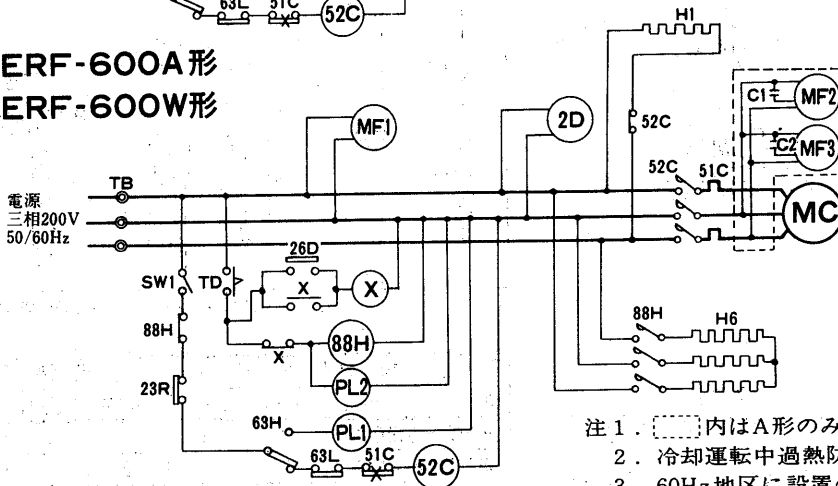 63L 51C 52C
ERF-600A形
ERF-600W形
H1
MF1
2D
52C
C1 MF2
C2 MF3
52C 51C
MC
TB
電源
三相200V
50/60Hz
26D
SW1 TD X X
88H
88H X
88H H6
23R PL2
63H PL1
63L 51C 52C
注1. 内はA形のみ
2. 冷却運転中過熱防
3. 60Hz地区に設置